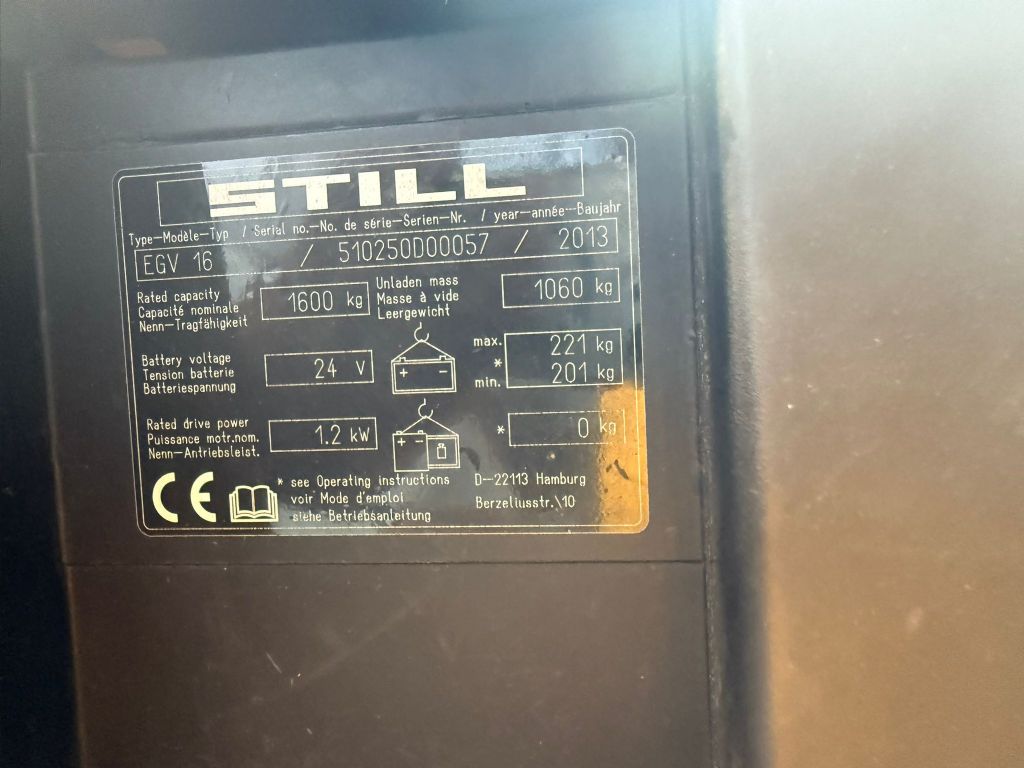 STILL
Type–Modèle–Typ / Serial no.–No. de série–Serien–Nr. / year–année–Baujahr
EGV 16 / 510250D00057 / 2013
Rated capacity
Capacité nominale
Nenn–Tragfähigkeit
1600 kg
Unladen mass
Masse à vide
Leergewicht
1060 kg
Battery voltage
Tension batterie
Batteriespannung
24 V
+ –
max. 221 kg
*
min. 201 kg
Rated drive power
Puissance motr.nom.
Nenn–Antriebsleist.
1.2 kW
+ –
* 0 kg
CE
* see Operating instructions
voir Mode d'emploi
siehe Betriebsanleitung
D–22113 Hamburg
Berzeliusstr.\10